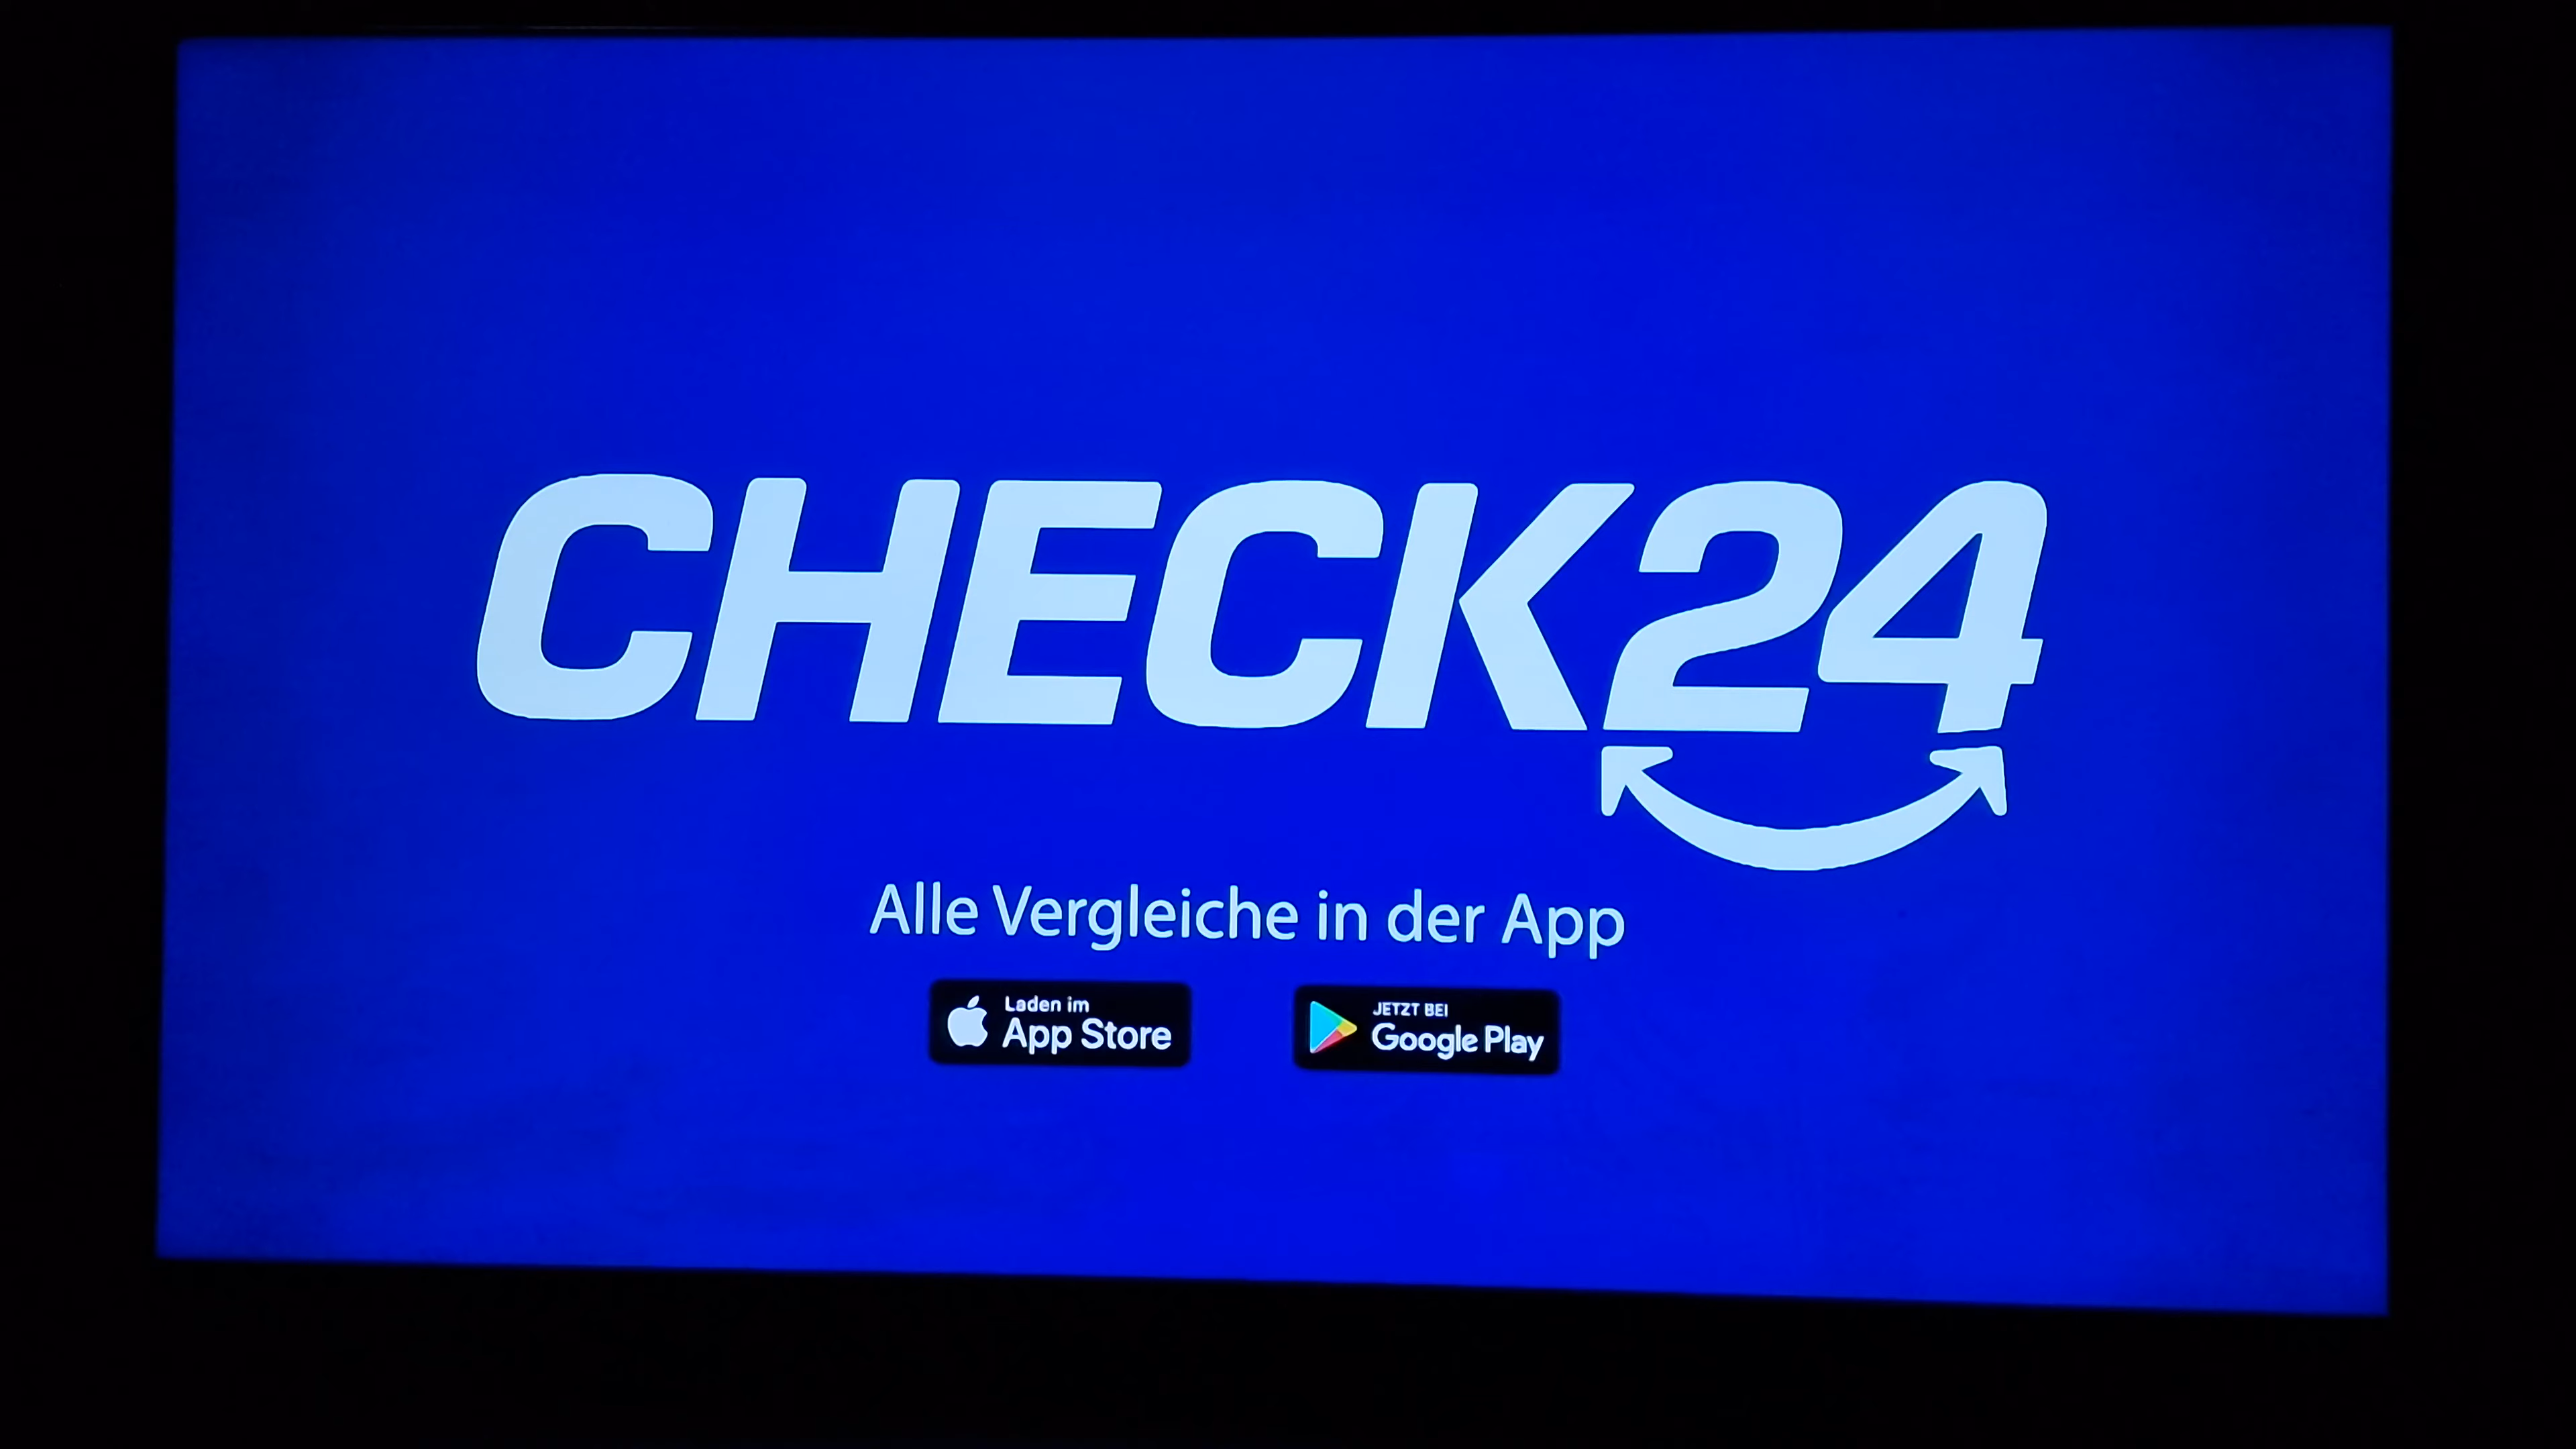 CHECK24
Alle Vergleiche in der App
Laden im
App Store
JETZT BEI
Google Play